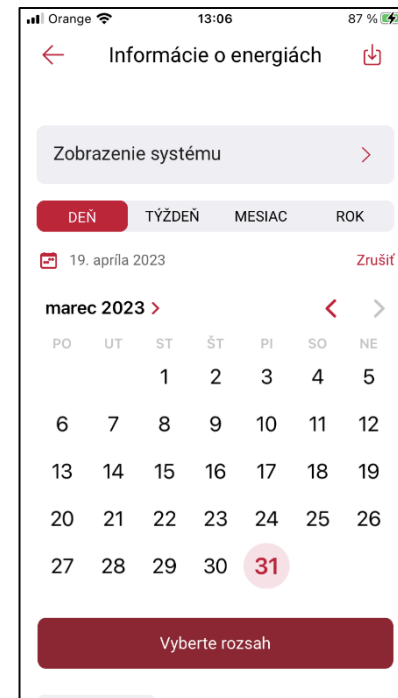 Orange 13:06 87 %
Informácie o energiách
Zobrazenie systému
DEŇ TÝŽDEŇ MESIAC ROK
19. apríla 2023 Zrušiť
marec 2023
PO UT ST ŠT PI SO NE
1 2 3 4 5
6 7 8 9 10 11 12
13 14 15 16 17 18 19
20 21 22 23 24 25 26
27 28 29 30 31
Vyberte rozsah